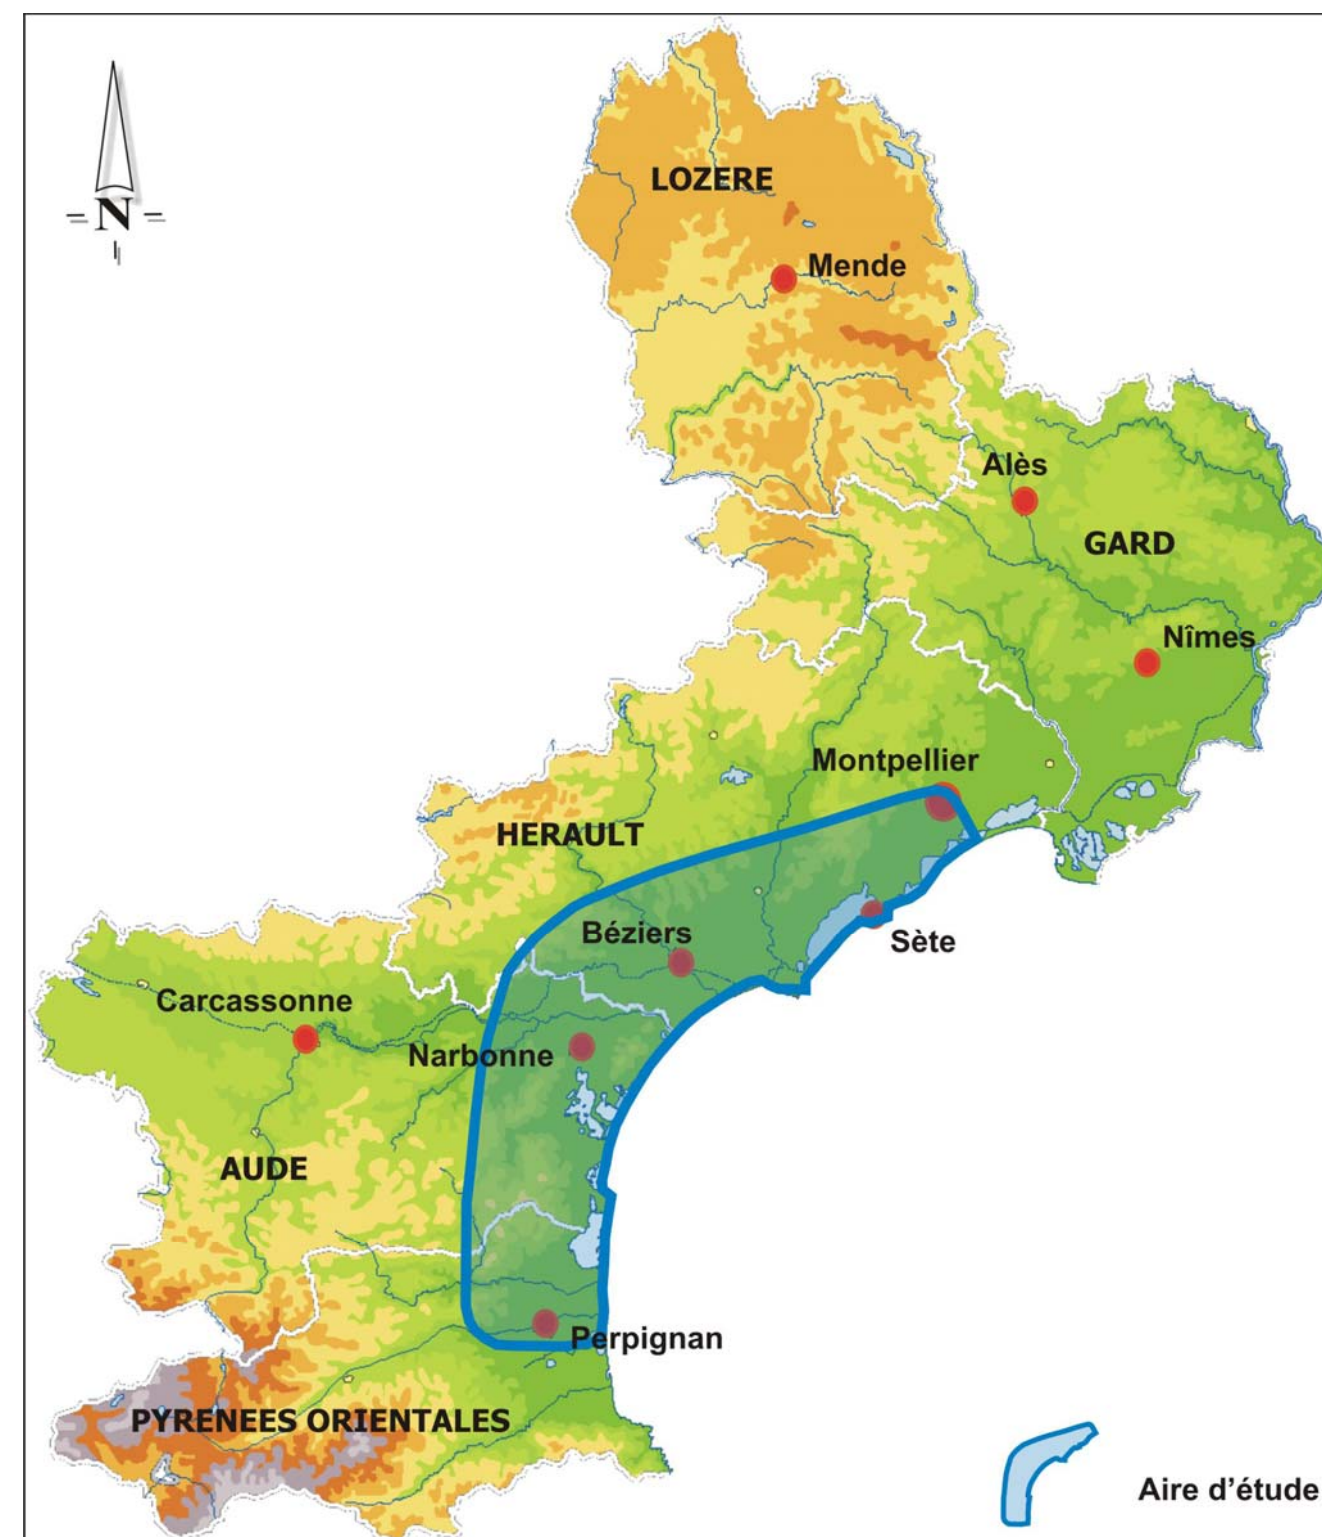 N
LOZERE
Mende
Alès
GARD
Nîmes
Montpellier
HERAULT
Béziers
Sète
Carcassonne
Narbonne
AUDE
Perpignan
PYRENEES ORIENTALES
Aire d'étude